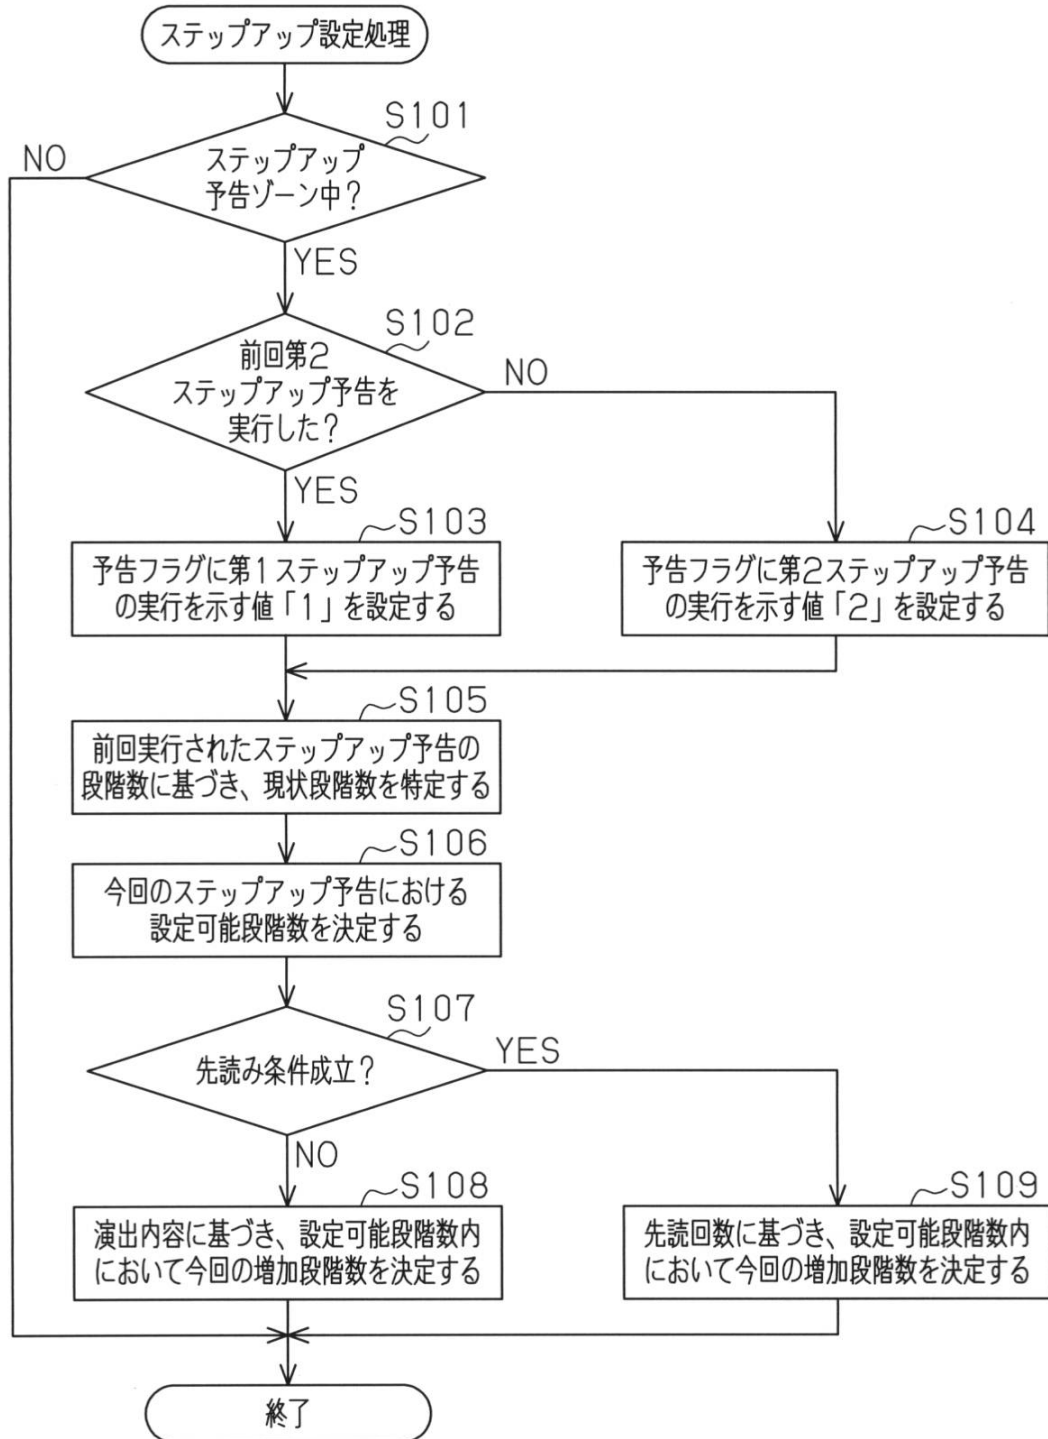 ステップアップ設定処理
S101
NO
ステップアップ
予告ゾーン中？
YES
S102
前回第2
ステップアップ予告を
実行した？
NO
YES
S103
予告フラグに第1ステップアップ予告
の実行を示す値「1」を設定する
S104
予告フラグに第2ステップアップ予告
の実行を示す値「2」を設定する
S105
前回実行されたステップアップ予告の
段階数に基づき、現状段階数を特定する
S106
今回のステップアップ予告における
設定可能段階数を決定する
S107
先読み条件成立？
YES
NO
S108
演出内容に基づき、設定可能段階数内
において今回の増加段階数を決定する
S109
先読回数に基づき、設定可能段階数内
において今回の増加段階数を決定する
終了